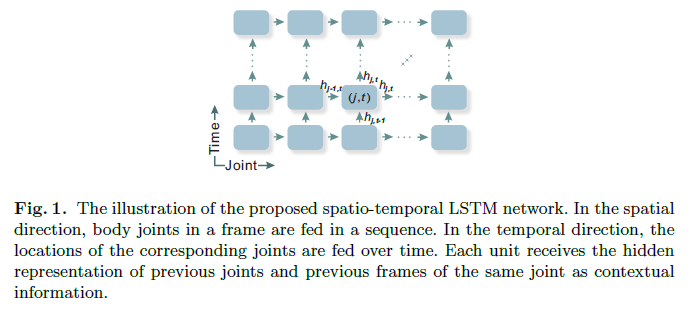 h_{j,t}
h_{j-1,t} h_{j,t}
(j,t)
h_{j,t-1}
Time
Joint
Fig. 1. The illustration of the proposed spatio-temporal LSTM network. In the spatial
direction, body joints in a frame are fed in a sequence. In the temporal direction, the
locations of the corresponding joints are fed over time. Each unit receives the hidden
representation of previous joints and previous frames of the same joint as contextual
information.